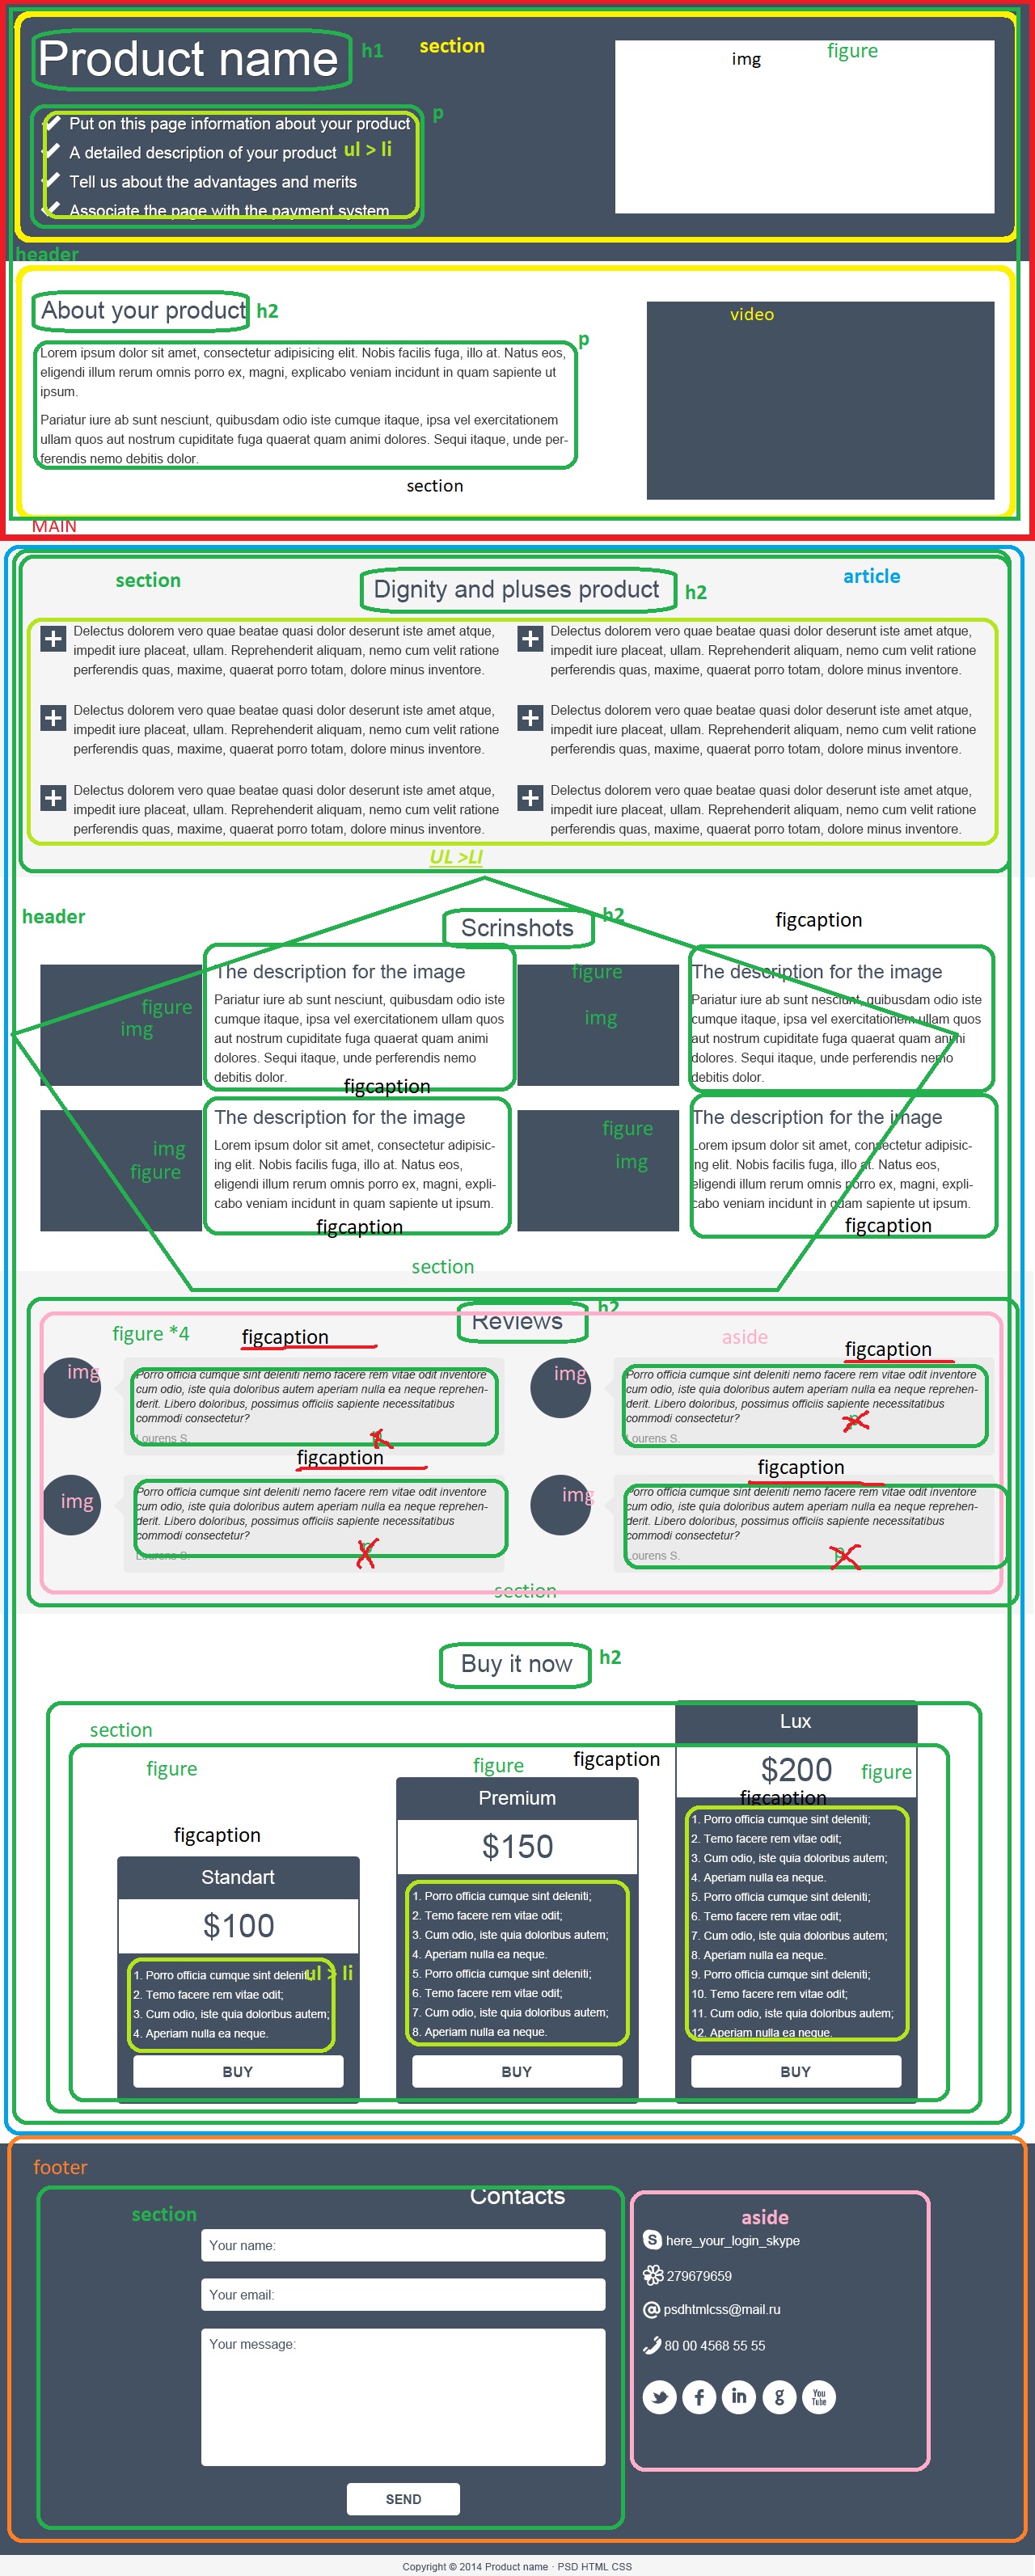 Product name
h1
section
img
figure
p
Put on this page information about your product
A detailed description of your product
ul > li
Tell us about the advantages and merits
Associate the page with the payment system
header
About your product
h2
video
p
Lorem ipsum dolor sit amet, consectetur adipisicing elit. Nobis facilis fuga, illo at. Natus eos,
eligendi illum rerum omnis porro ex, magni, explicabo veniam incidunt in quam sapiente ut
ipsum.
Pariatur iure ab sunt nesciunt, quibusdam odio iste cumque itaque, ipsa vel exercitationem
ullam quos aut nostrum cupiditate fuga quaerat quam animi dolores. Sequi itaque, unde per-
ferendis nemo debitis dolor.
section
MAIN
section
Dignity and pluses product
h2
article
Delectus dolorem vero quae beatae quasi dolor deserunt iste amet atque,
impedit iure placeat, ullam. Reprehenderit aliquam, nemo cum velit ratione
perferendis quas, maxime, quaerat porro totam, dolore minus inventore.
Delectus dolorem vero quae beatae quasi dolor deserunt iste amet atque,
impedit iure placeat, ullam. Reprehenderit aliquam, nemo cum velit ratione
perferendis quas, maxime, quaerat porro totam, dolore minus inventore.
Delectus dolorem vero quae beatae quasi dolor deserunt iste amet atque,
impedit iure placeat, ullam. Reprehenderit aliquam, nemo cum velit ratione
perferendis quas, maxime, quaerat porro totam, dolore minus inventore.
Delectus dolorem vero quae beatae quasi dolor deserunt iste amet atque,
impedit iure placeat, ullam. Reprehenderit aliquam, nemo cum velit ratione
perferendis quas, maxime, quaerat porro totam, dolore minus inventore.
Delectus dolorem vero quae beatae quasi dolor deserunt iste amet atque,
impedit iure placeat, ullam. Reprehenderit aliquam, nemo cum velit ratione
perferendis quas, maxime, quaerat porro totam, dolore minus inventore.
Delectus dolorem vero quae beatae quasi dolor deserunt iste amet atque,
impedit iure placeat, ullam. Reprehenderit aliquam, nemo cum velit ratione
perferendis quas, maxime, quaerat porro totam, dolore minus inventore.
UL >LI
header
Scrinshots
h2
figcaption
figure
img
The description for the image
Pariatur iure ab sunt nesciunt, quibusdam odio iste
cumque itaque, ipsa vel exercitationem ullam quos
aut nostrum cupiditate fuga quaerat quam animi
dolores. Sequi itaque, unde perferendis nemo
debitis dolor.
figcaption
figure
img
The description for the image
Pariatur iure ab sunt nesciunt, quibusdam odio iste
cumque itaque, ipsa vel exercitationem ullam quos
aut nostrum cupiditate fuga quaerat quam animi
dolores. Sequi itaque, unde perferendis nemo
debitis dolor.
img
figure
The description for the image
Lorem ipsum dolor sit amet, consectetur adipisic-
ing elit. Nobis facilis fuga, illo at. Natus eos,
eligendi illum rerum omnis porro ex, magni, expli-
cabo veniam incidunt in quam sapiente ut ipsum.
figcaption
figure
img
The description for the image
Lorem ipsum dolor sit amet, consectetur adipisic-
ing elit. Nobis facilis fuga, illo at. Natus eos,
eligendi illum rerum omnis porro ex, magni, expli-
cabo veniam incidunt in quam sapiente ut ipsum.
figcaption
section
Reviews
h2
figure *4
figcaption
aside
figcaption
img
Porro officia cumque sint deleniti nemo facere rem vitae odit inventore
cum odio, iste quia doloribus autem aperiam nulla ea neque reprehen-
derit. Libero doloribus, possimus officiis sapiente necessitatibus
commodi consectetur?
Lourens S.
img
Porro officia cumque sint deleniti nemo facere rem vitae odit inventore
cum odio, iste quia doloribus autem aperiam nulla ea neque reprehen-
derit. Libero doloribus, possimus officiis sapiente necessitatibus
commodi consectetur?
Lourens S.
figcaption
figcaption
img
Porro officia cumque sint deleniti nemo facere rem vitae odit inventore
cum odio, iste quia doloribus autem aperiam nulla ea neque reprehen-
derit. Libero doloribus, possimus officiis sapiente necessitatibus
commodi consectetur?
Lourens S.
img
Porro officia cumque sint deleniti nemo facere rem vitae odit inventore
cum odio, iste quia doloribus autem aperiam nulla ea neque reprehen-
derit. Libero doloribus, possimus officiis sapiente necessitatibus
commodi consectetur?
Lourens S.
p
section
Buy it now
h2
section
figure
figcaption
Standart
$100
1. Porro officia cumque sint deleniti;
ul > li
2. Temo facere rem vitae odit;
3. Cum odio, iste quia doloribus autem;
4. Aperiam nulla ea neque.
BUY
figure
figcaption
Premium
$150
1. Porro officia cumque sint deleniti;
2. Temo facere rem vitae odit;
3. Cum odio, iste quia doloribus autem;
4. Aperiam nulla ea neque.
5. Porro officia cumque sint deleniti;
6. Temo facere rem vitae odit;
7. Cum odio, iste quia doloribus autem;
8. Aperiam nulla ea neque.
BUY
Lux
$200
figure
figcaption
1. Porro officia cumque sint deleniti;
2. Temo facere rem vitae odit;
3. Cum odio, iste quia doloribus autem;
4. Aperiam nulla ea neque.
5. Porro officia cumque sint deleniti;
6. Temo facere rem vitae odit;
7. Cum odio, iste quia doloribus autem;
8. Aperiam nulla ea neque.
9. Porro officia cumque sint deleniti;
10. Temo facere rem vitae odit;
11. Cum odio, iste quia doloribus autem;
12. Aperiam nulla ea neque.
BUY
footer
Contacts
section
Your name:
Your email:
Your message:
SEND
aside
here_your_login_skype
279679659
psdhtmlcss@mail.ru
80 00 4568 55 55
f
in
g
You
Tube
Copyright © 2014 Product name · PSD HTML CSS